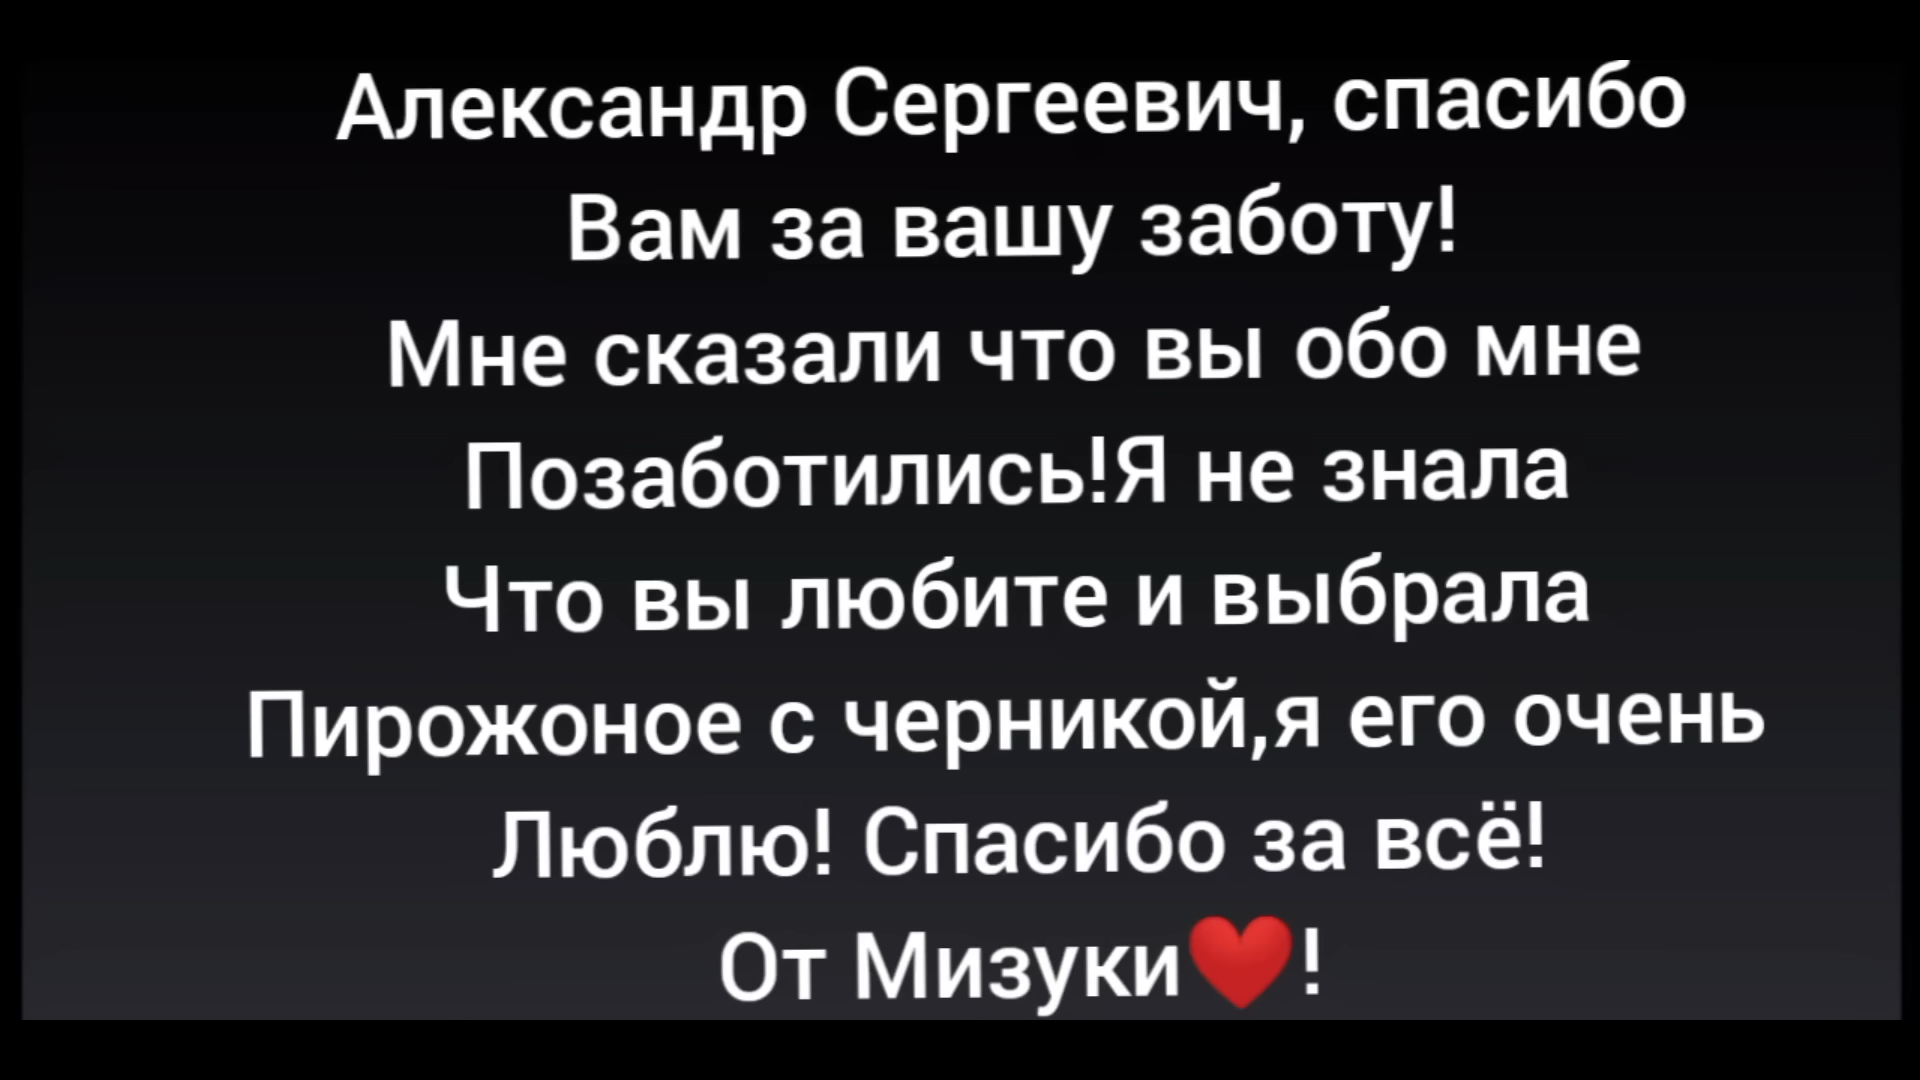 Александр Сергеевич, спасибо
Вам за вашу заботу!
Мне сказали что вы обо мне
Позаботились!Я не знала
Что вы любите и выбрала
Пирожоное с черникой,я его очень
Люблю! Спасибо за всё!
От Мизуки❤️!